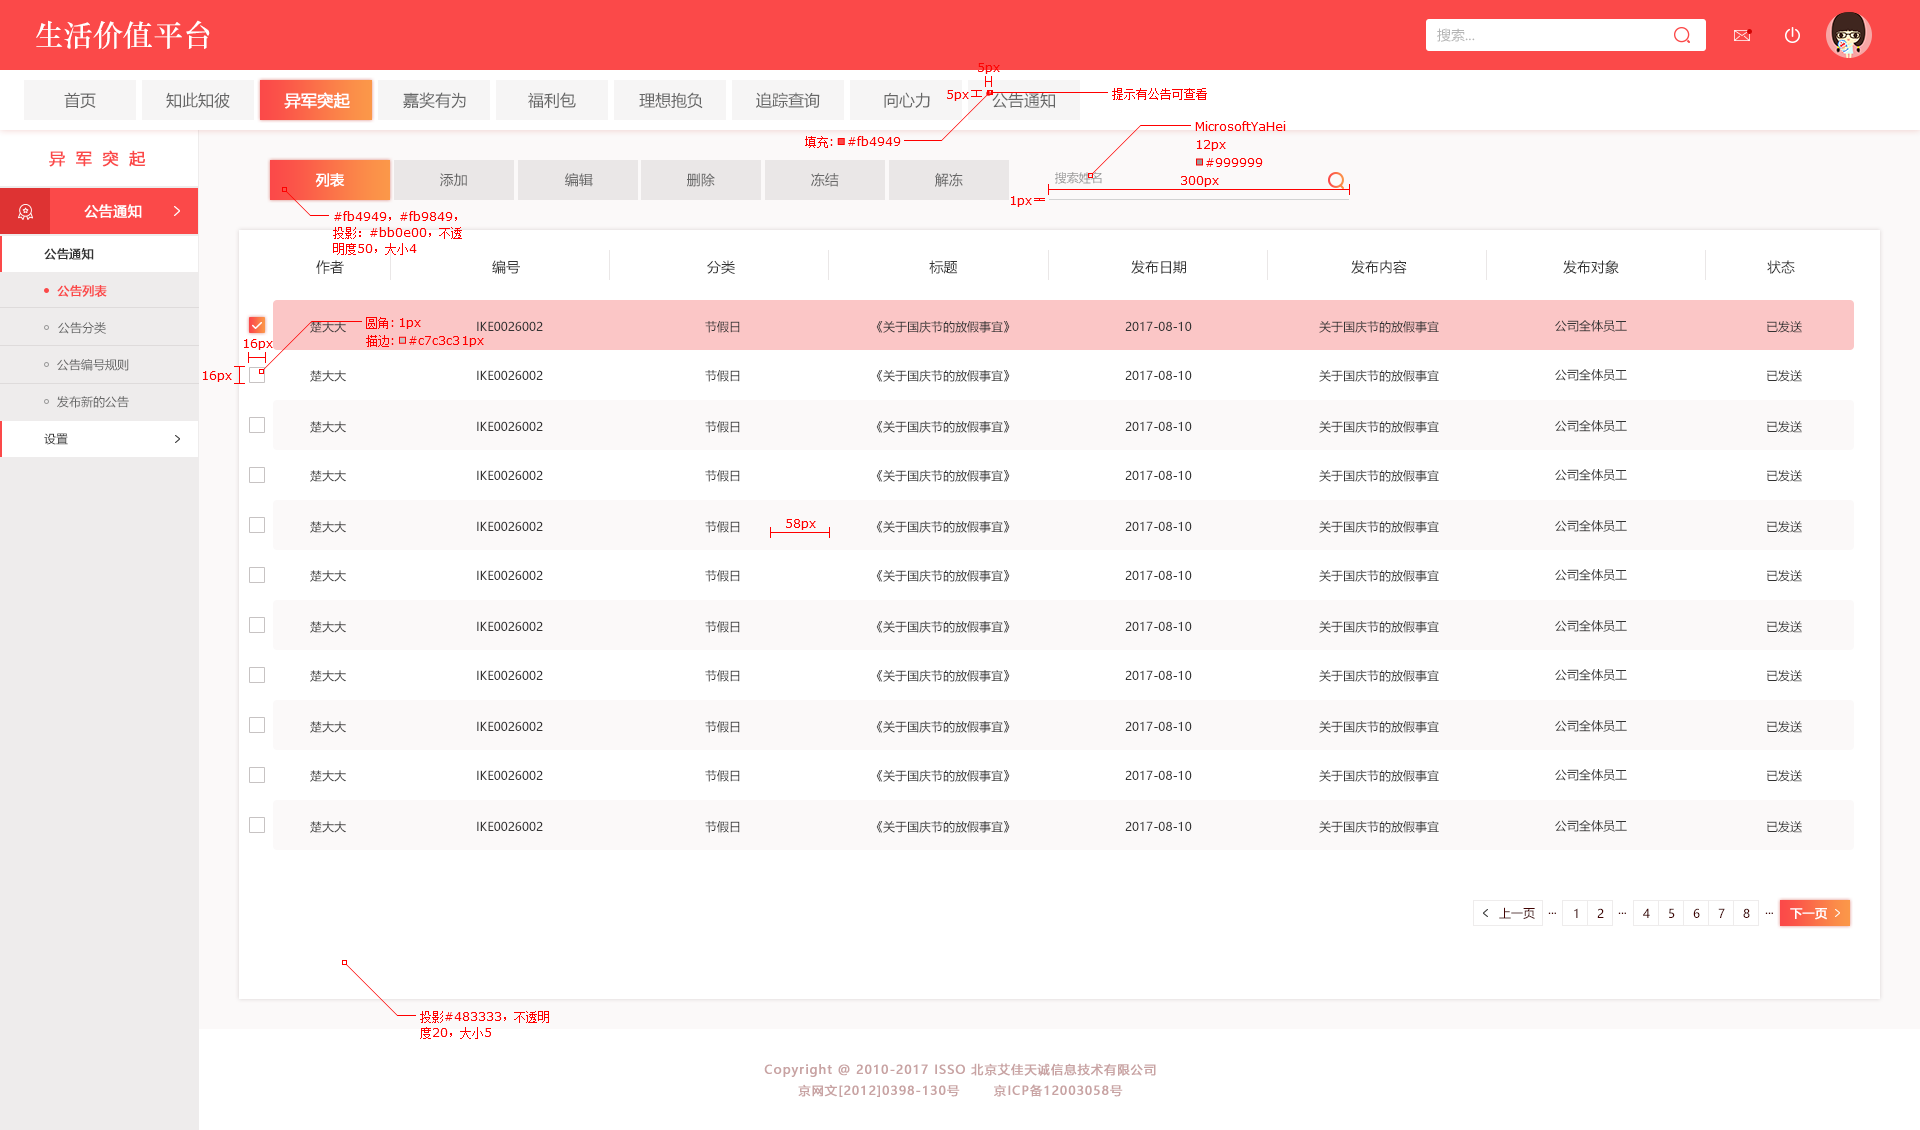 生活价值平台
搜索...
首页 知此知彼 异军突起 嘉奖有为 福利包 理想抱负 追踪查询 向心力 公告通知
5px
5px
提示有公告可查看
填充: #fb4949
MicrosoftYaHei
12px
#999999
300px
1px
异军突起
公告通知
公告通知
公告列表
公告分类
公告编号规则
发布新的公告
设置
列表 添加 编辑 删除 冻结 解冻
搜索姓名
#fb4949，#fb9849，
投影：#bb0e00，不透
明度50，大小4
作者 编号 分类 标题 发布日期 发布内容 发布对象 状态
圆角: 1px
描边: #c7c3c3 1px
16px
16px
楚大大 IKE0026002 节假日 《关于国庆节的放假事宜》 2017-08-10 关于国庆节的放假事宜 公司全体员工 已发送
楚大大 IKE0026002 节假日 《关于国庆节的放假事宜》 2017-08-10 关于国庆节的放假事宜 公司全体员工 已发送
楚大大 IKE0026002 节假日 《关于国庆节的放假事宜》 2017-08-10 关于国庆节的放假事宜 公司全体员工 已发送
楚大大 IKE0026002 节假日 《关于国庆节的放假事宜》 2017-08-10 关于国庆节的放假事宜 公司全体员工 已发送
58px
楚大大 IKE0026002 节假日 《关于国庆节的放假事宜》 2017-08-10 关于国庆节的放假事宜 公司全体员工 已发送
楚大大 IKE0026002 节假日 《关于国庆节的放假事宜》 2017-08-10 关于国庆节的放假事宜 公司全体员工 已发送
楚大大 IKE0026002 节假日 《关于国庆节的放假事宜》 2017-08-10 关于国庆节的放假事宜 公司全体员工 已发送
楚大大 IKE0026002 节假日 《关于国庆节的放假事宜》 2017-08-10 关于国庆节的放假事宜 公司全体员工 已发送
楚大大 IKE0026002 节假日 《关于国庆节的放假事宜》 2017-08-10 关于国庆节的放假事宜 公司全体员工 已发送
楚大大 IKE0026002 节假日 《关于国庆节的放假事宜》 2017-08-10 关于国庆节的放假事宜 公司全体员工 已发送
楚大大 IKE0026002 节假日 《关于国庆节的放假事宜》 2017-08-10 关于国庆节的放假事宜 公司全体员工 已发送
< 上一页 ··· 1 2 ··· 4 5 6 7 8 ··· 下一页 >
投影#483333，不透明
度20，大小5
Copyright @ 2010-2017 ISSO 北京艾佳天诚信息技术有限公司
京网文[2012]0398-130号 京ICP备12003058号